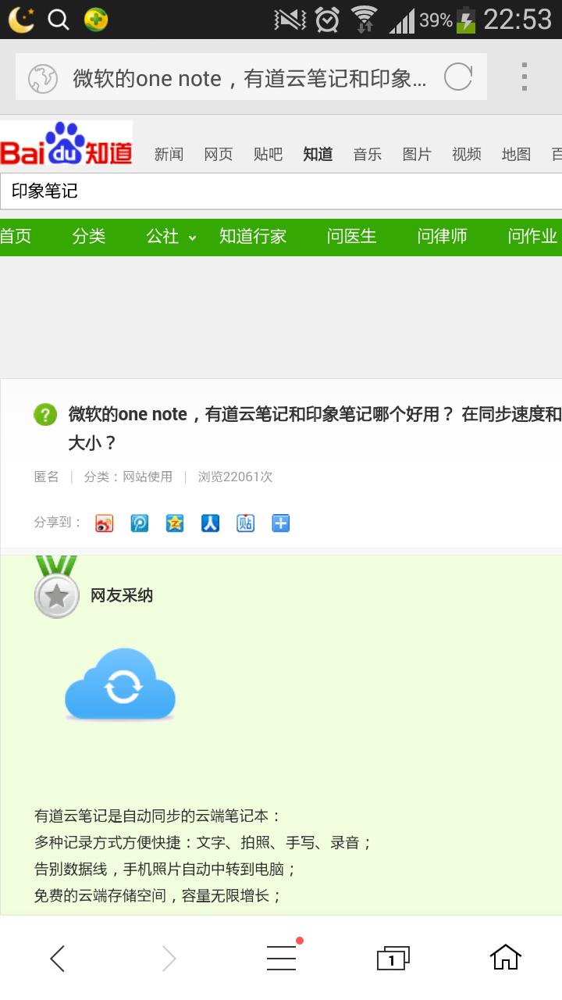 39% 22:53
微软的one note，有道云笔记和印象...
Bai du 知道 新闻 网页 贴吧 知道 音乐 图片 视频 地图 百
印象笔记
首页 分类 公社 知道行家 问医生 问律师 问作业
微软的one note，有道云笔记和印象笔记哪个好用？ 在同步速度和
大小？
匿名 | 分类：网站使用 | 浏览22061次
分享到：
贴
网友采纳
有道云笔记是自动同步的云端笔记本：
多种记录方式方便快捷：文字、拍照、手写、录音；
告别数据线，手机照片自动中转到电脑；
免费的云端存储空间，容量无限增长；
1